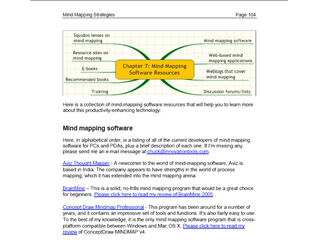 Mind Mapping Strategies Page 104
Squidoo lenses on
mind mapping
Mind mapping software
Resource sites on
mind mapping
Web-based mind
mapping applications
Chapter 7: Mind Mapping
Software Resources
E-books
Weblogs that cover
mind mapping
Recommended books
Training
Discussion forums/lists
Here is a collection of mind-mapping software resources that will help you to learn more
about this productivity-enhancing technology:
Mind mapping software
Here, in alphabetical order, is a listing of all of the current developers of mind mapping
software for PCs and PDAs, plus a brief description of each one. If I'm missing any,
please send me an e-mail message at chuck@innovationtools.com.
Aviz Thought Mapper - A newcomer to the world of mind-mapping software, Aviz is
based in India. The company appears to have strengths in the world of process
mapping, which it has extended into the mind mapping arena.
BrainMine – This is a solid, no-frills mind mapping program that would be a great choice
for beginners. Please click here to read my review of BrainMine 2005.
Concept Draw Mindmap Professional - This program has been around for a number of
years, and it contains an impressive set of tools and functions. It's also fairly easy to use.
To the best of my knowledge, it is the only mind mapping software program that is cross-
platform compatible between Windows and Mac OS X. Please click here to read my
review of ConceptDraw MINDMAP v4.